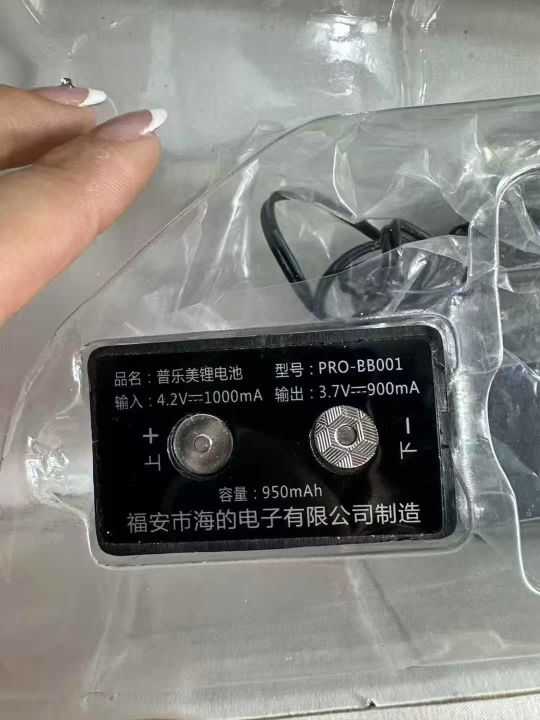 品名：普乐美锂电池 型号：PRO-BB001
输入：4.2V⎓1000mA 输出：3.7V⎓900mA
上 + 下 −
容量：950mAh
福安市海的电子有限公司制造